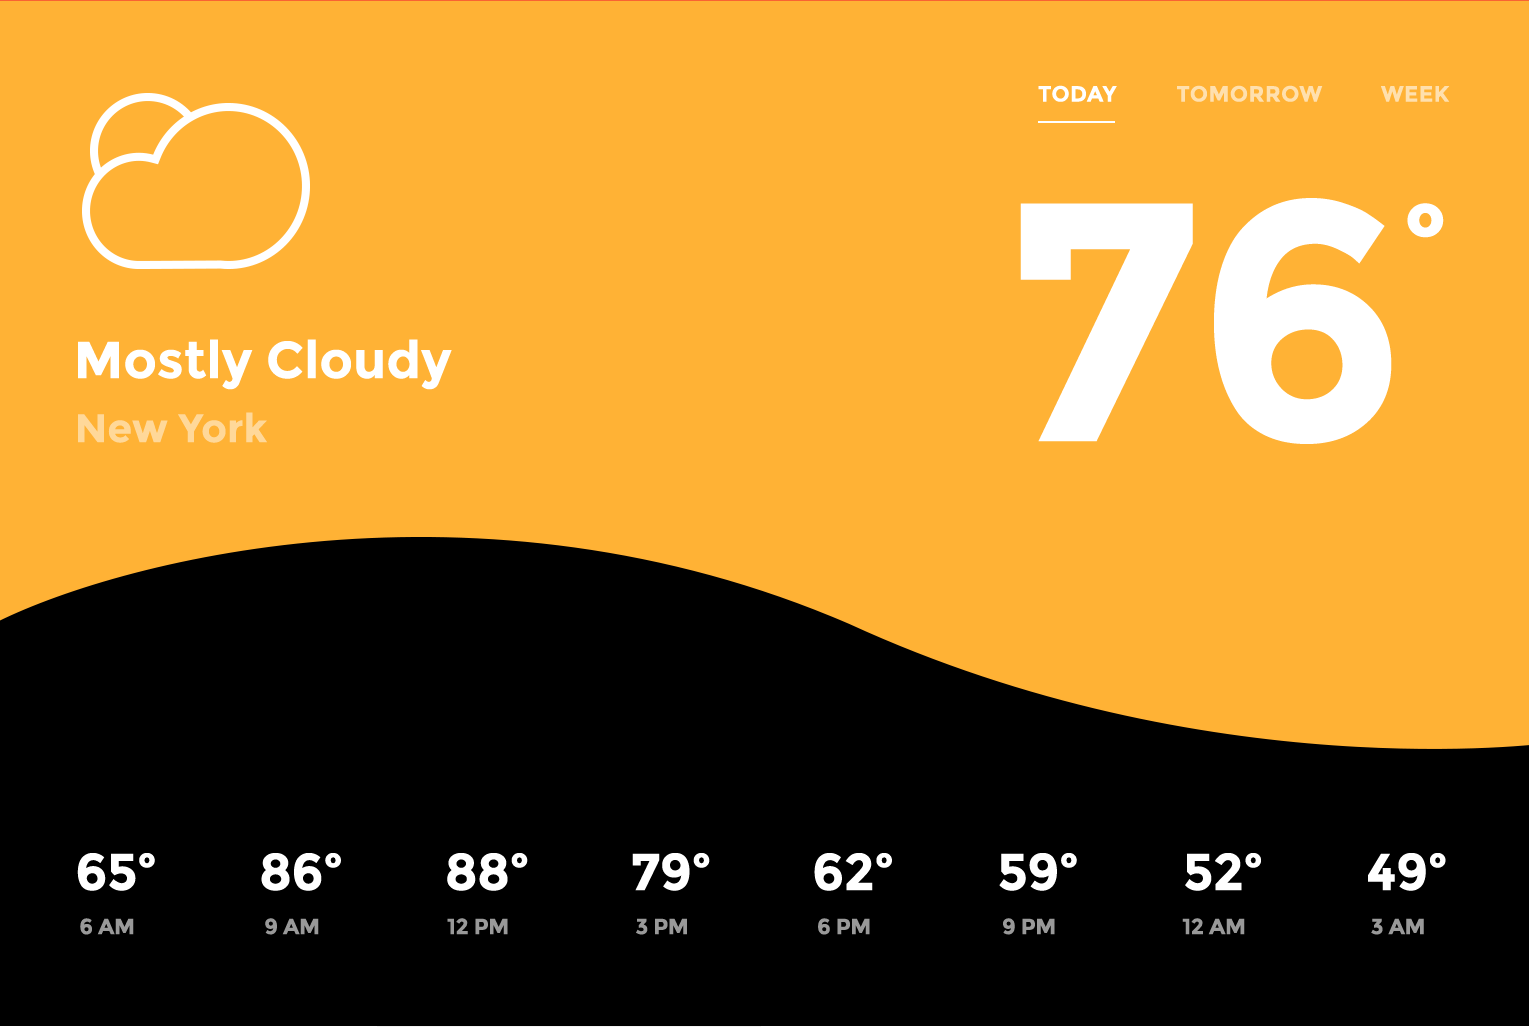 TODAY TOMORROW WEEK
76°
Mostly Cloudy
New York
65° 86° 88° 79° 62° 59° 52° 49°
6 AM 9 AM 12 PM 3 PM 6 PM 9 PM 12 AM 3 AM